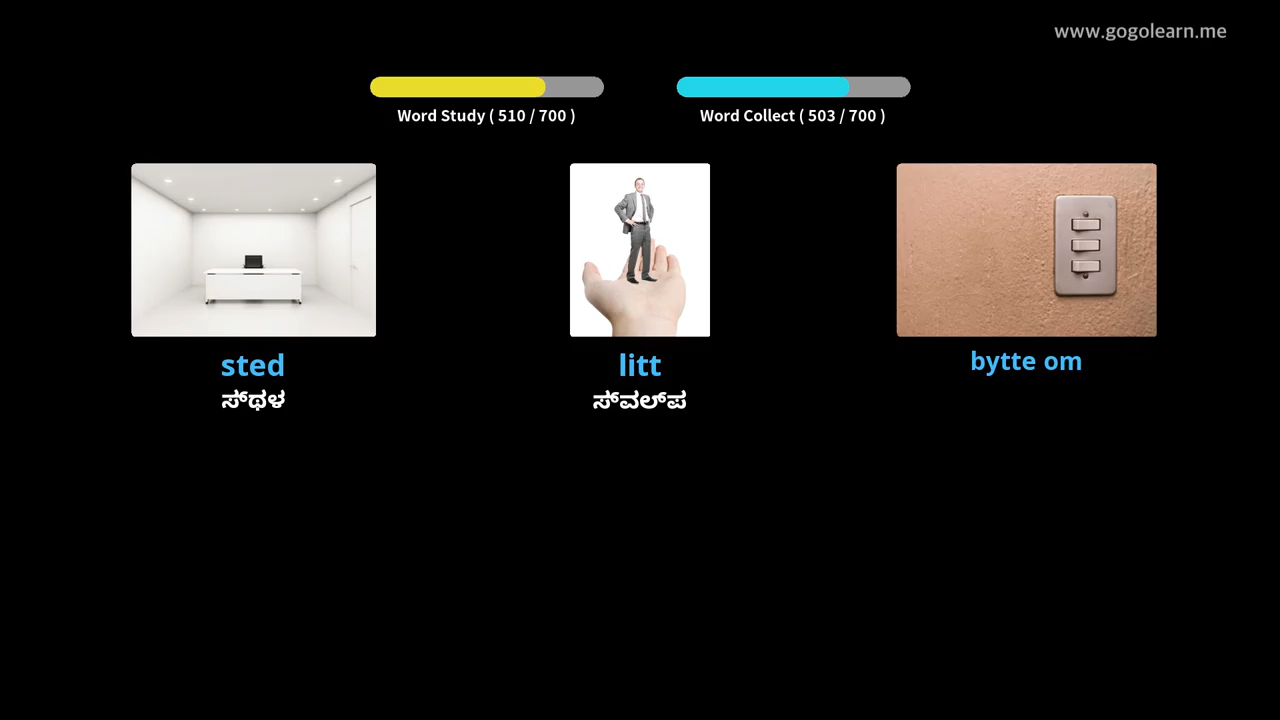 www.gogolearn.me
Word Study ( 510 / 700 )
Word Collect ( 503 / 700 )
sted
ಸ್‌ಥಳ
litt
ಸ್‌ವಲ್‌ಪ
bytte om